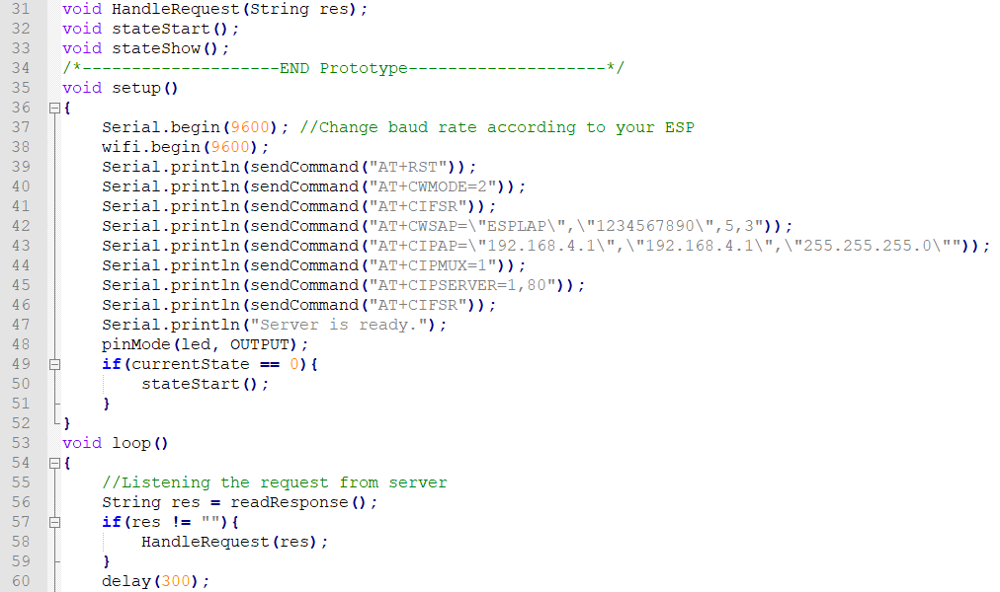 31 void HandleRequest(String res);
32 void stateStart();
33 void stateShow();
34 /*--------------------END Prototype--------------------*/
35 void setup()
36 {
37     Serial.begin(9600); //Change baud rate according to your ESP
38     wifi.begin(9600);
39     Serial.println(sendCommand("AT+RST"));
40     Serial.println(sendCommand("AT+CWMODE=2"));
41     Serial.println(sendCommand("AT+CIFSR"));
42     Serial.println(sendCommand("AT+CWSAP=\"ESPLAP\",\"1234567890\",5,3"));
43     Serial.println(sendCommand("AT+CIPAP=\"192.168.4.1\",\"192.168.4.1\",\"255.255.255.0\""));
44     Serial.println(sendCommand("AT+CIPMUX=1"));
45     Serial.println(sendCommand("AT+CIPSERVER=1,80"));
46     Serial.println(sendCommand("AT+CIFSR"));
47     Serial.println("Server is ready.");
48     pinMode(led, OUTPUT);
49     if(currentState == 0){
50         stateStart();
51     }
52 }
53 void loop()
54 {
55     //Listening the request from server
56     String res = readResponse();
57     if(res != ""){
58         HandleRequest(res);
59     }
60     delay(300);